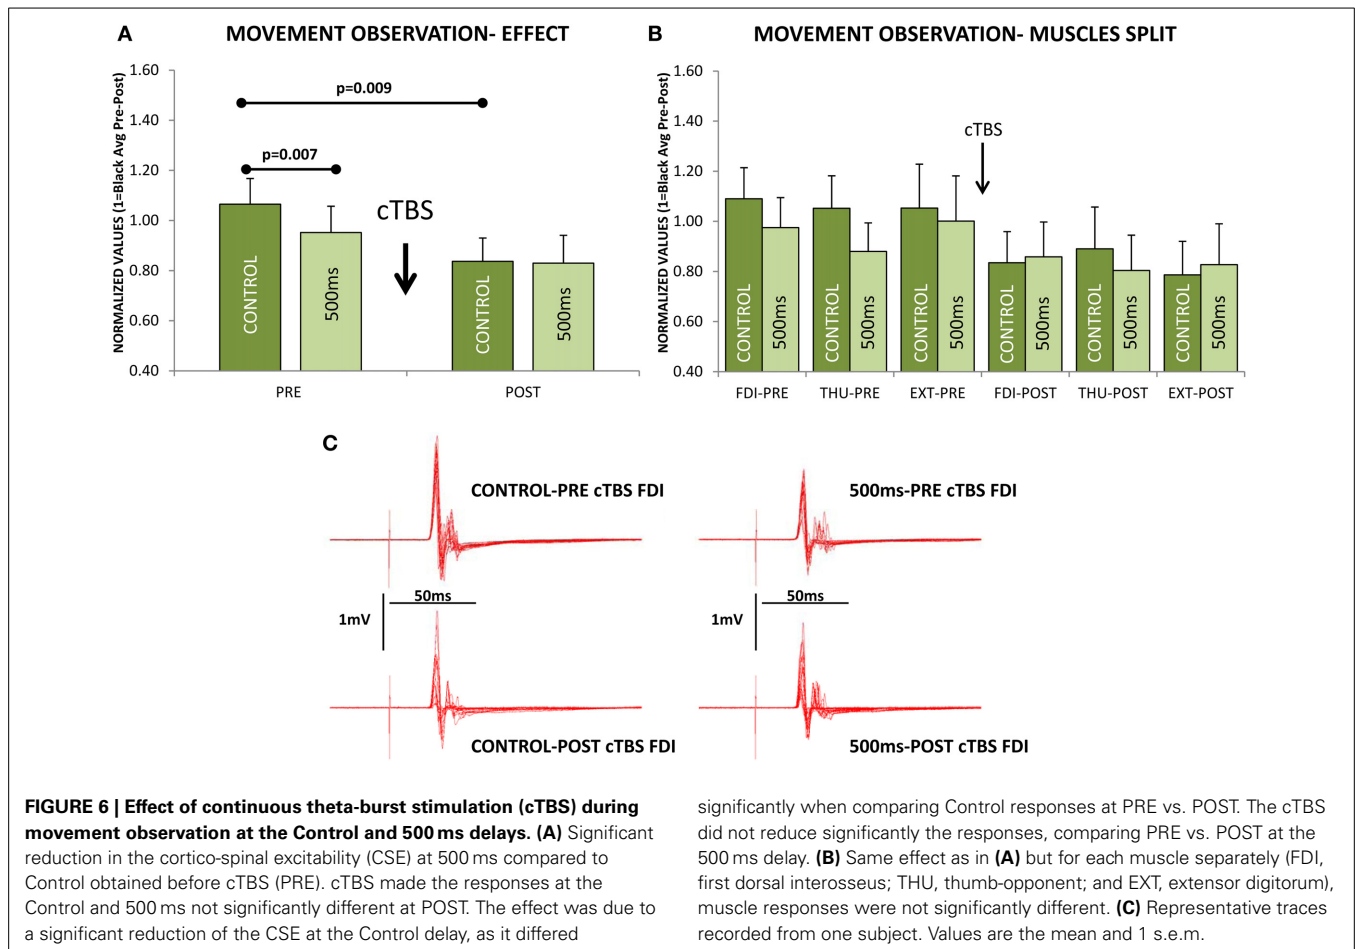 A
MOVEMENT OBSERVATION- EFFECT
NORMALIZED VALUES (1=Black Avg Pre-Post)
1.60
1.40
1.20
1.00
0.80
0.60
0.40
p=0.009
p=0.007
cTBS
CONTROL
500ms
CONTROL
500ms
PRE
POST
B
MOVEMENT OBSERVATION- MUSCLES SPLIT
NORMALIZED VALUES (1=Black Avg Pre-Post)
1.60
1.40
1.20
1.00
0.80
0.60
0.40
cTBS
CONTROL
500ms
CONTROL
500ms
CONTROL
500ms
CONTROL
500ms
CONTROL
500ms
CONTROL
500ms
FDI-PRE
THU-PRE
EXT-PRE
FDI-POST
THU-POST
EXT-POST
C
CONTROL-PRE cTBS FDI
500ms-PRE cTBS FDI
50ms
1mV
50ms
1mV
CONTROL-POST cTBS FDI
500ms-POST cTBS FDI
FIGURE 6 | Effect of continuous theta-burst stimulation (cTBS) during
movement observation at the Control and 500 ms delays. (A) Significant
reduction in the cortico-spinal excitability (CSE) at 500 ms compared to
Control obtained before cTBS (PRE). cTBS made the responses at the
Control and 500 ms not significantly different at POST. The effect was due to
a significant reduction of the CSE at the Control delay, as it differed
significantly when comparing Control responses at PRE vs. POST. The cTBS
did not reduce significantly the responses, comparing PRE vs. POST at the
500 ms delay. (B) Same effect as in (A) but for each muscle separately (FDI,
first dorsal interosseus; THU, thumb-opponent; and EXT, extensor digitorum),
muscle responses were not significantly different. (C) Representative traces
recorded from one subject. Values are the mean and 1 s.e.m.